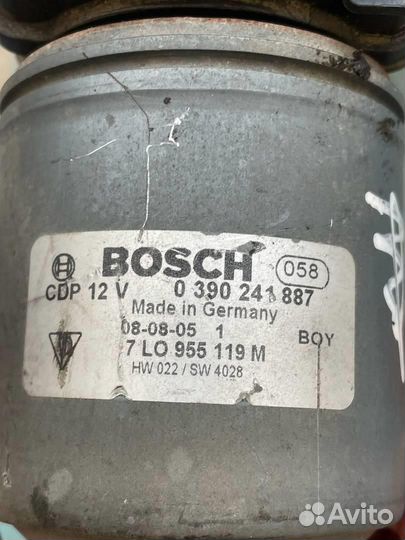 BOSCH 058
CDP 12 V 0 390 241 887
Made in Germany
08-08-05 1
BOY
7 LO 955 119 M
HW 022 / SW 4028
Avito